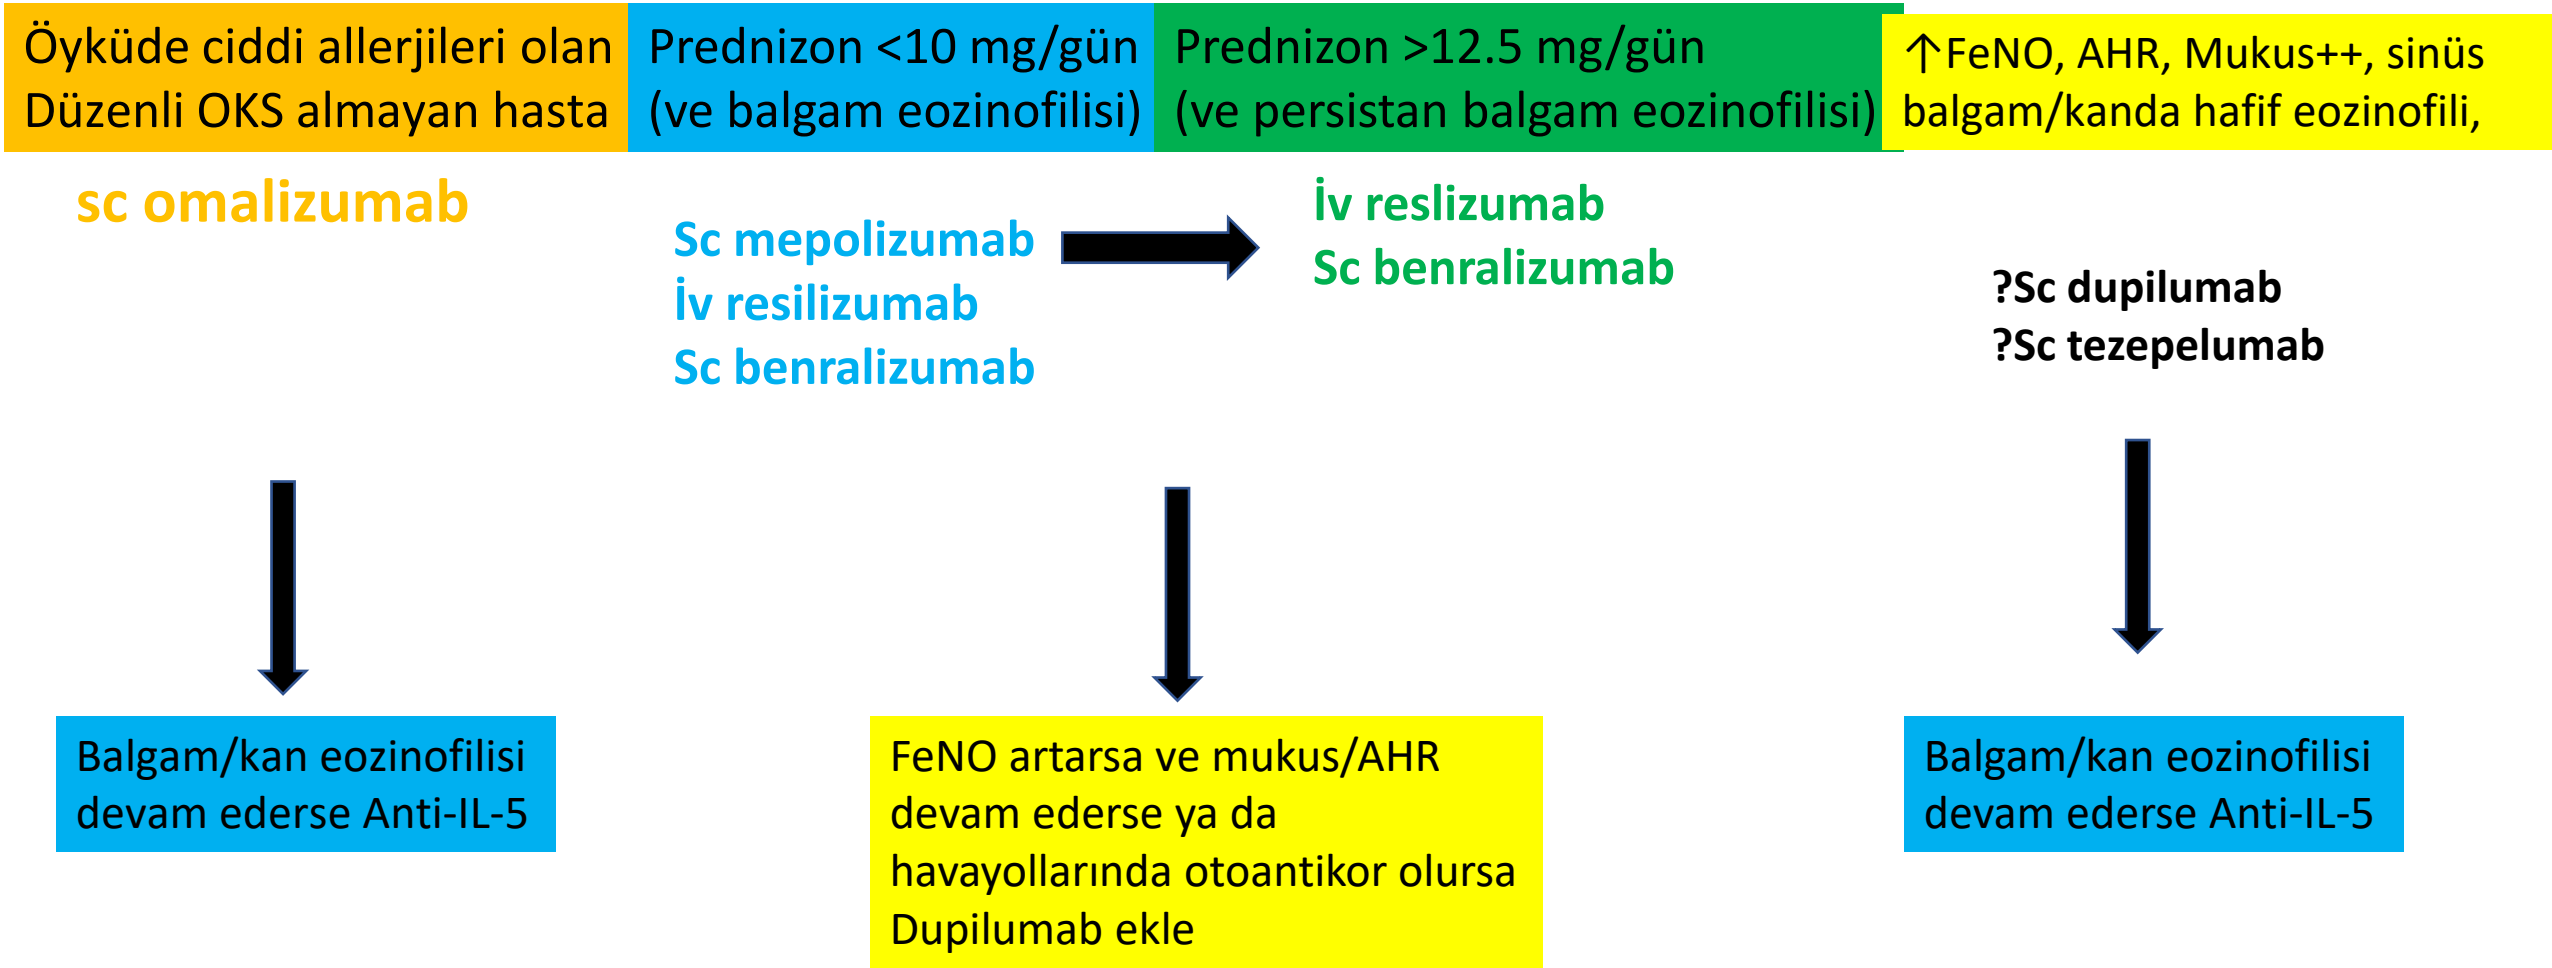 Öyküde ciddi allerjileri olan
Düzenli OKS almayan hasta
Prednizon <10 mg/gün
(ve balgam eozinofilisi)
Prednizon >12.5 mg/gün
(ve persistan balgam eozinofilisi)
↑FeNO, AHR, Mukus++, sinüs
balgam/kanda hafif eozinofili,
sc omalizumab
Sc mepolizumab
İv resilizumab
Sc benralizumab
İv reslizumab
Sc benralizumab
?Sc dupilumab
?Sc tezepelumab
Balgam/kan eozinofilisi
devam ederse Anti-IL-5
FeNO artarsa ve mukus/AHR
devam ederse ya da
havayollarında otoantikor olursa
Dupilumab ekle
Balgam/kan eozinofilisi
devam ederse Anti-IL-5